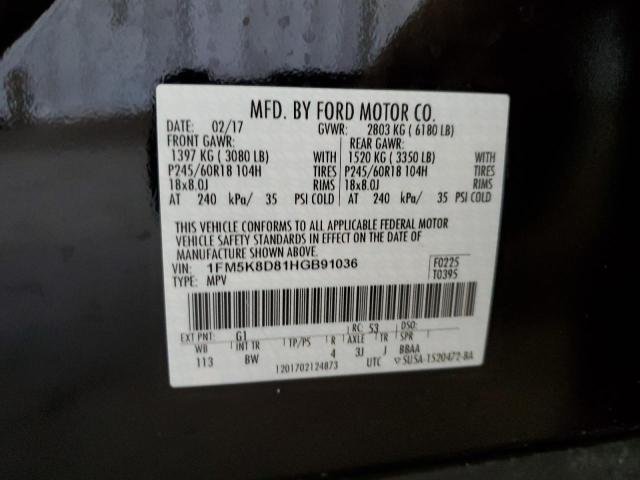 MFD. BY FORD MOTOR CO.
DATE: 02/17 GVWR: 2803 KG ( 6180 LB)
FRONT GAWR: REAR GAWR:
1397 KG ( 3080 LB) WITH 1520 KG ( 3350 LB) WITH
P245/60R18 104H TIRES P245/60R18 104H TIRES
18x8.0J RIMS 18x8.0J RIMS
AT 240 kPa/ 35 PSI COLD AT 240 kPa/ 35 PSI COLD
THIS VEHICLE CONFORMS TO ALL APPLICABLE FEDERAL MOTOR
VEHICLE SAFETY STANDARDS IN EFFECT ON THE DATE OF
MANUFACTURE SHOWN ABOVE.
VIN: 1FM5K8D81HGB91036 F0225
TYPE: MPV T0395
EXT PNT: G1 RC: 53 DSO:
WB INT TR TP/PS R AXLE TR SPR
113 BW 4 3J J BBAA
1201702124873 UTC 5U5A-1520472-BA